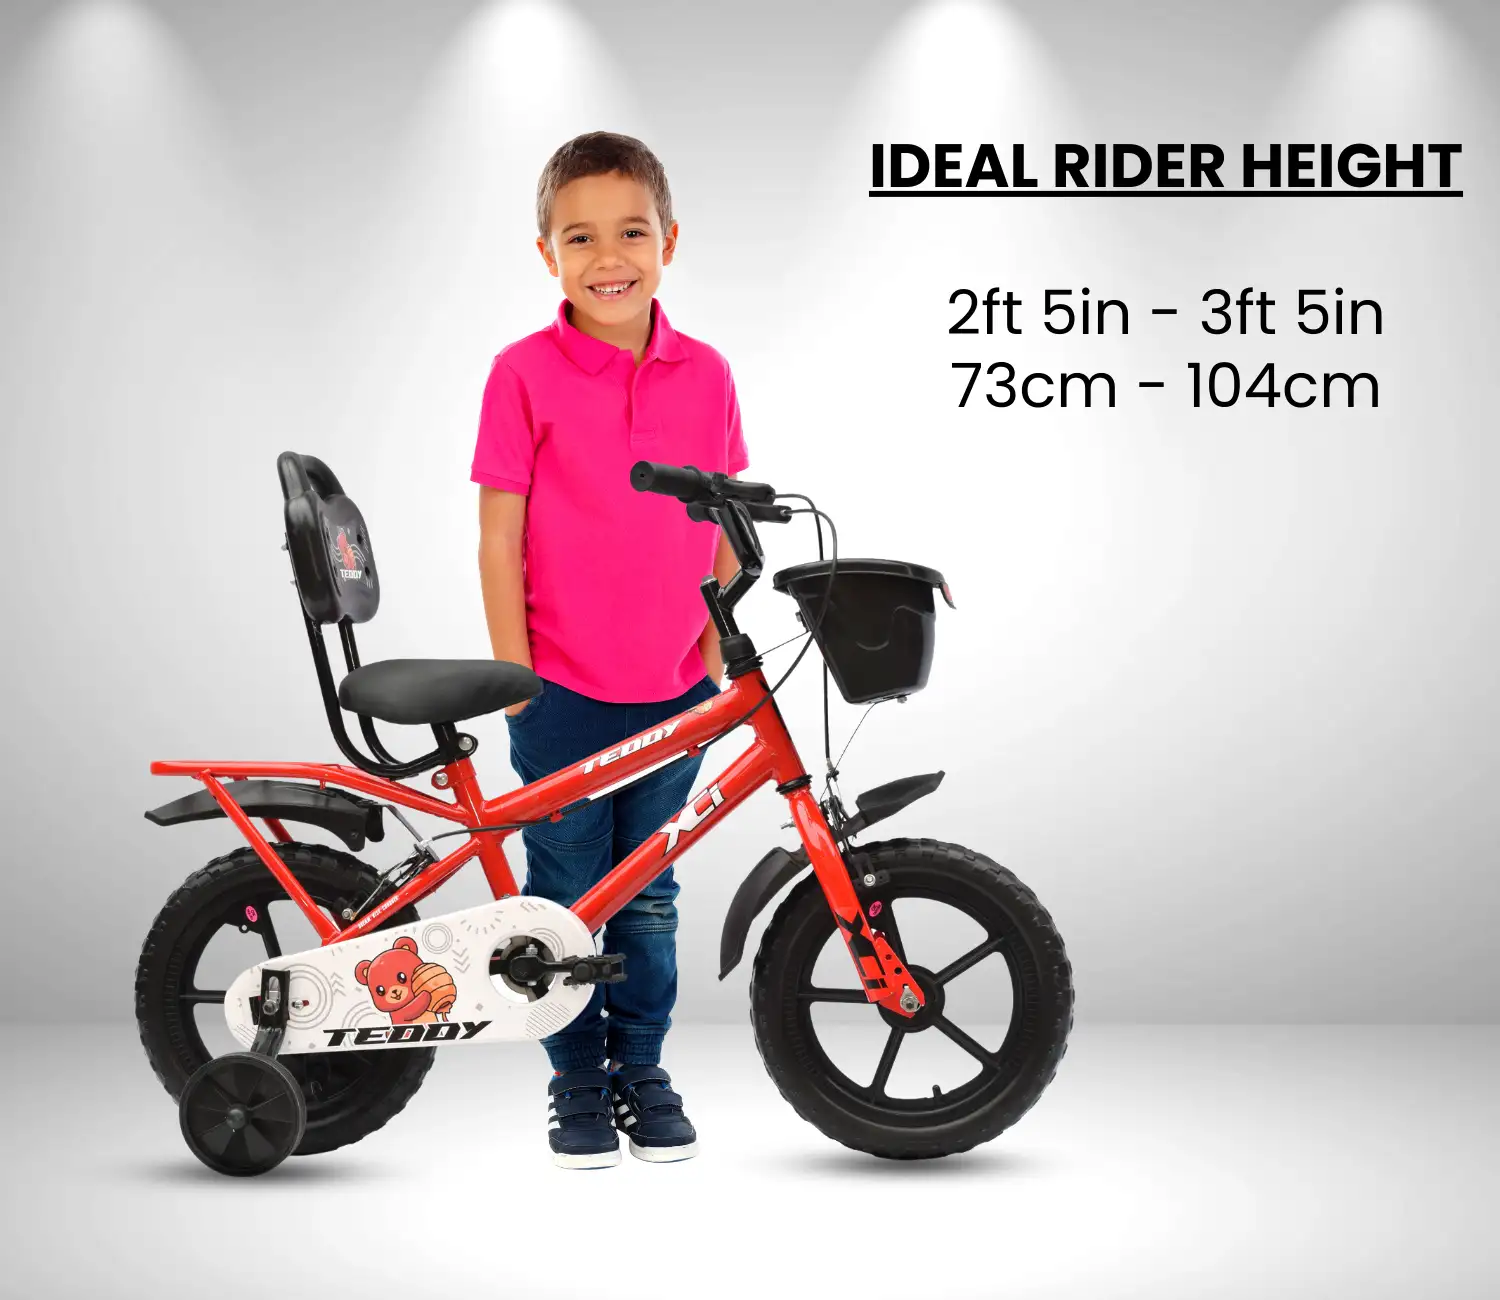 IDEAL RIDER HEIGHT
2ft 5in - 3ft 5in
73cm - 104cm
TEDDY
TEDDY
XCi
TEDDY